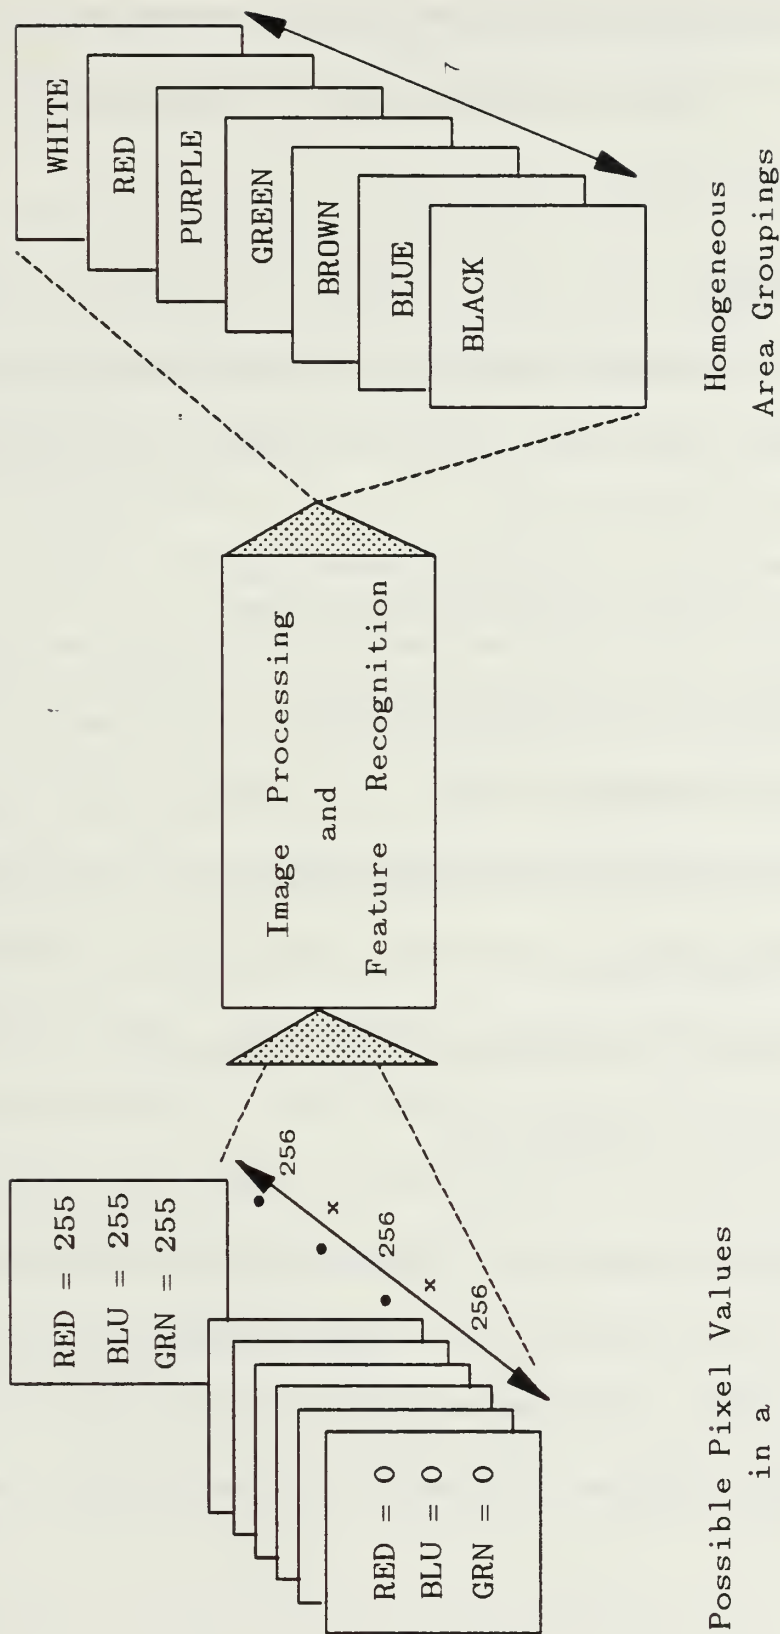 RED = 255
BLU = 255
GRN = 255
RED = 0
BLU = 0
GRN = 0
256
x
256
x
256
Possible Pixel Values
in a
Image Processing
and
Feature Recognition
WHITE
RED
PURPLE
GREEN
BROWN
BLUE
BLACK
7
Homogeneous
Area Groupings